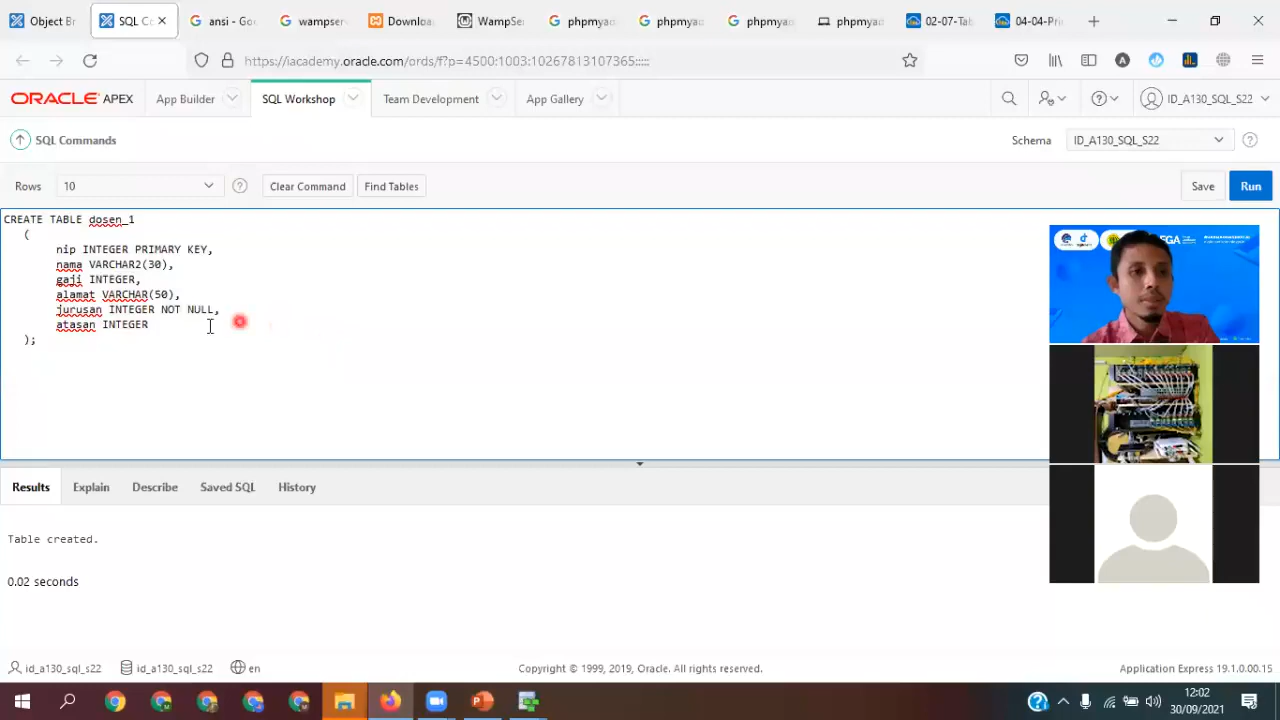 Object Br
SQL C
ansi - Go
wampser
Downloa
WampSe
phpmya
phpmya
phpmya
phpmyad
02-07-Tab
04-04-Pri
https://iacademy.oracle.com/ords/f?p=4500:1003:10267813107365:::::
ORACLE APEX
App Builder
SQL Workshop
Team Development
App Gallery
ID_A130_SQL_S22
SQL Commands
Schema
ID_A130_SQL_S22
Rows
10
Clear Command
Find Tables
Save
Run
CREATE TABLE dosen_1
(
nip INTEGER PRIMARY KEY,
nama VARCHAR2(30),
gaji INTEGER,
alamat VARCHAR(50),
jurusan INTEGER NOT NULL,
atasan INTEGER
);
Results
Explain
Describe
Saved SQL
History
Table created.
0.02 seconds
id_a130_sql_s22
id_a130_sql_s22
en
Copyright © 1999, 2019, Oracle. All rights reserved.
Application Express 19.1.0.00.15
12:02
30/09/2021